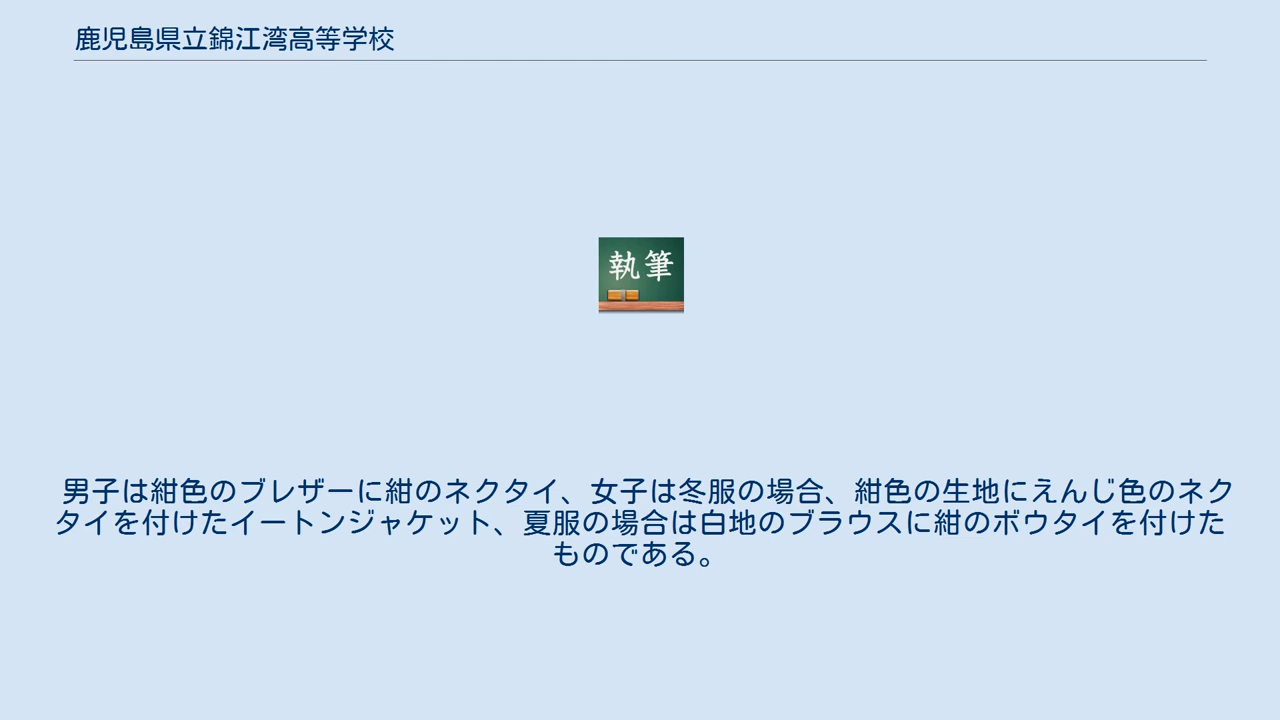 鹿児島県立錦江湾高等学校
執筆
男子は紺色のブレザーに紺のネクタイ、女子は冬服の場合、紺色の生地にえんじ色のネク
タイを付けたイートンジャケット、夏服の場合は白地のブラウスに紺のボウタイを付けた
ものである。